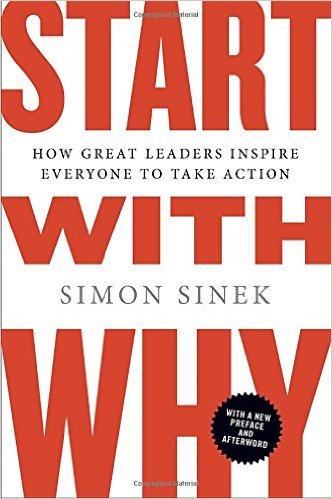 START
HOW GREAT LEADERS INSPIRE
EVERYONE TO TAKE ACTION
WITH
SIMON SINEK
WHY
WITH A NEW
PREFACE
AND
AFTERWORD